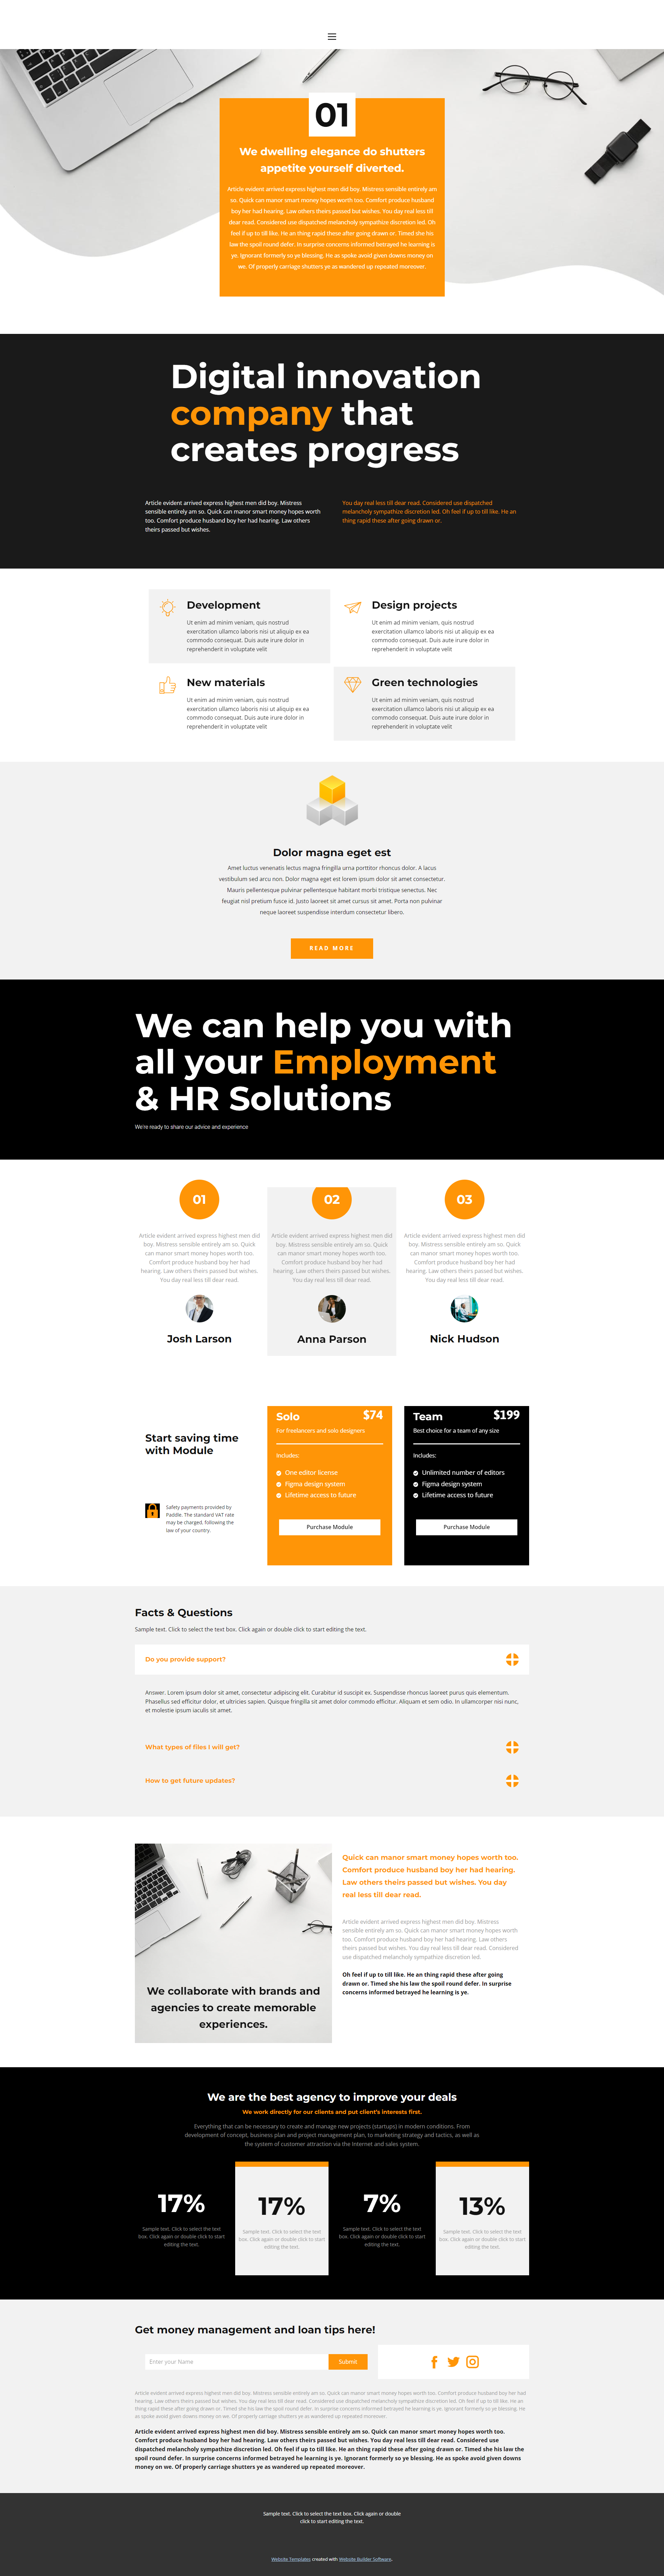 01
We dwelling elegance do shutters
appetite yourself diverted.
Article evident arrived express highest men did boy. Mistress sensible entirely am
so. Quick can manor smart money hopes worth too. Comfort produce husband
boy her had hearing. Law others theirs passed but wishes. You day real less till
dear read. Considered use dispatched melancholy sympathize discretion led. Oh
feel if up to till like. He an thing rapid these after going drawn or. Timed she his
law the spoil round defer. In surprise concerns informed betrayed he learning is
ye. Ignorant formerly so ye blessing. He as spoke avoid given downs money on
we. Of properly carriage shutters ye as wandered up repeated moreover.
Digital innovation
company that
creates progress
Article evident arrived express highest men did boy. Mistress
sensible entirely am so. Quick can manor smart money hopes worth
too. Comfort produce husband boy her had hearing. Law others
theirs passed but wishes.
You day real less till dear read. Considered use dispatched
melancholy sympathize discretion led. Oh feel if up to till like. He an
thing rapid these after going drawn or.
Development
Ut enim ad minim veniam, quis nostrud
exercitation ullamco laboris nisi ut aliquip ex ea
commodo consequat. Duis aute irure dolor in
reprehenderit in voluptate velit
Design projects
Ut enim ad minim veniam, quis nostrud
exercitation ullamco laboris nisi ut aliquip ex ea
commodo consequat. Duis aute irure dolor in
reprehenderit in voluptate velit
New materials
Ut enim ad minim veniam, quis nostrud
exercitation ullamco laboris nisi ut aliquip ex ea
commodo consequat. Duis aute irure dolor in
reprehenderit in voluptate velit
Green technologies
Ut enim ad minim veniam, quis nostrud
exercitation ullamco laboris nisi ut aliquip ex ea
commodo consequat. Duis aute irure dolor in
reprehenderit in voluptate velit
Dolor magna eget est
Amet luctus venenatis lectus magna fringilla urna porttitor rhoncus dolor. A lacus
vestibulum sed arcu non. Dolor magna eget est lorem ipsum dolor sit amet consectetur.
Mauris pellentesque pulvinar pellentesque habitant morbi tristique senectus. Nec
feugiat nisl pretium fusce id. Justo laoreet sit amet cursus sit amet. Porta non pulvinar
neque laoreet suspendisse interdum consectetur libero.
READ MORE
We can help you with
all your Employment
& HR Solutions
We're ready to share our advice and experience
01
Article evident arrived express highest men did
boy. Mistress sensible entirely am so. Quick
can manor smart money hopes worth too.
Comfort produce husband boy her had
hearing. Law others theirs passed but wishes.
You day real less till dear read.
Josh Larson
02
Article evident arrived express highest men did
boy. Mistress sensible entirely am so. Quick
can manor smart money hopes worth too.
Comfort produce husband boy her had
hearing. Law others theirs passed but wishes.
You day real less till dear read.
Anna Parson
03
Article evident arrived express highest men did
boy. Mistress sensible entirely am so. Quick
can manor smart money hopes worth too.
Comfort produce husband boy her had
hearing. Law others theirs passed but wishes.
You day real less till dear read.
Nick Hudson
Start saving time
with Module
Safety payments provided by
Paddle. The standard VAT rate
may be charged. following the
law of your country.
Solo $74
For freelancers and solo designers
Includes:
One editor license
Figma design system
Lifetime access to future
Purchase Module
Team $199
Best choice for a team of any size
Includes:
Unlimited number of editors
Figma design system
Lifetime access to future
Purchase Module
Facts & Questions
Sample text. Click to select the text box. Click again or double click to start editing the text.
Do you provide support?
Answer. Lorem ipsum dolor sit amet, consectetur adipiscing elit. Curabitur id suscipit ex. Suspendisse rhoncus laoreet purus quis elementum.
Phasellus sed efficitur dolor, et ultricies sapien. Quisque fringilla sit amet dolor commodo efficitur. Aliquam et sem odio. In ullamcorper nisi nunc,
et molestie ipsum iaculis sit amet.
What types of files I will get?
How to get future updates?
We collaborate with brands and
agencies to create memorable
experiences.
Quick can manor smart money hopes worth too.
Comfort produce husband boy her had hearing.
Law others theirs passed but wishes. You day
real less till dear read.
Article evident arrived express highest men did boy. Mistress
sensible entirely am so. Quick can manor smart money hopes worth
too. Comfort produce husband boy her had hearing. Law others
theirs passed but wishes. You day real less till dear read. Considered
use dispatched melancholy sympathize discretion led.
Oh feel if up to till like. He an thing rapid these after going
drawn or. Timed she his law the spoil round defer. In surprise
concerns informed betrayed he learning is ye.
We are the best agency to improve your deals
We work directly for our clients and put client's interests first.
Everything that can be necessary to create and manage new projects (startups) in modern conditions. From
development of concept, business plan and project management plan, to marketing strategy and tactics, as well as
the system of customer attraction via the Internet and sales system.
17%
Sample text. Click to select the text
box. Click again or double click to start
editing the text.
17%
Sample text. Click to select the text
box. Click again or double click to start
editing the text.
7%
Sample text. Click to select the text
box. Click again or double click to start
editing the text.
13%
Sample text. Click to select the text
box. Click again or double click to start
editing the text.
Get money management and loan tips here!
Enter your Name
Submit
Article evident arrived express highest men did boy. Mistress sensible entirely am so. Quick can manor smart money hopes worth too. Comfort produce husband boy her had
hearing. Law others theirs passed but wishes. You day real less till dear read. Considered use dispatched melancholy sympathize discretion led. Oh feel if up to till like. He an
thing rapid these after going drawn or. Timed she his law the spoil round defer. In surprise concerns informed betrayed he learning is ye. Ignorant formerly so ye blessing. He
as spoke avoid given downs money on we. Of properly carriage shutters ye as wandered up repeated moreover.
Article evident arrived express highest men did boy. Mistress sensible entirely am so. Quick can manor smart money hopes worth too.
Comfort produce husband boy her had hearing. Law others theirs passed but wishes. You day real less till dear read. Considered use
dispatched melancholy sympathize discretion led. Oh feel if up to till like. He an thing rapid these after going drawn or. Timed she his law the
spoil round defer. In surprise concerns informed betrayed he learning is ye. Ignorant formerly so ye blessing. He as spoke avoid given downs
money on we. Of properly carriage shutters ye as wandered up repeated moreover.
Sample text. Click to select the text box. Click again or double
click to start editing the text.
Website Templates created with Website Builder Software.